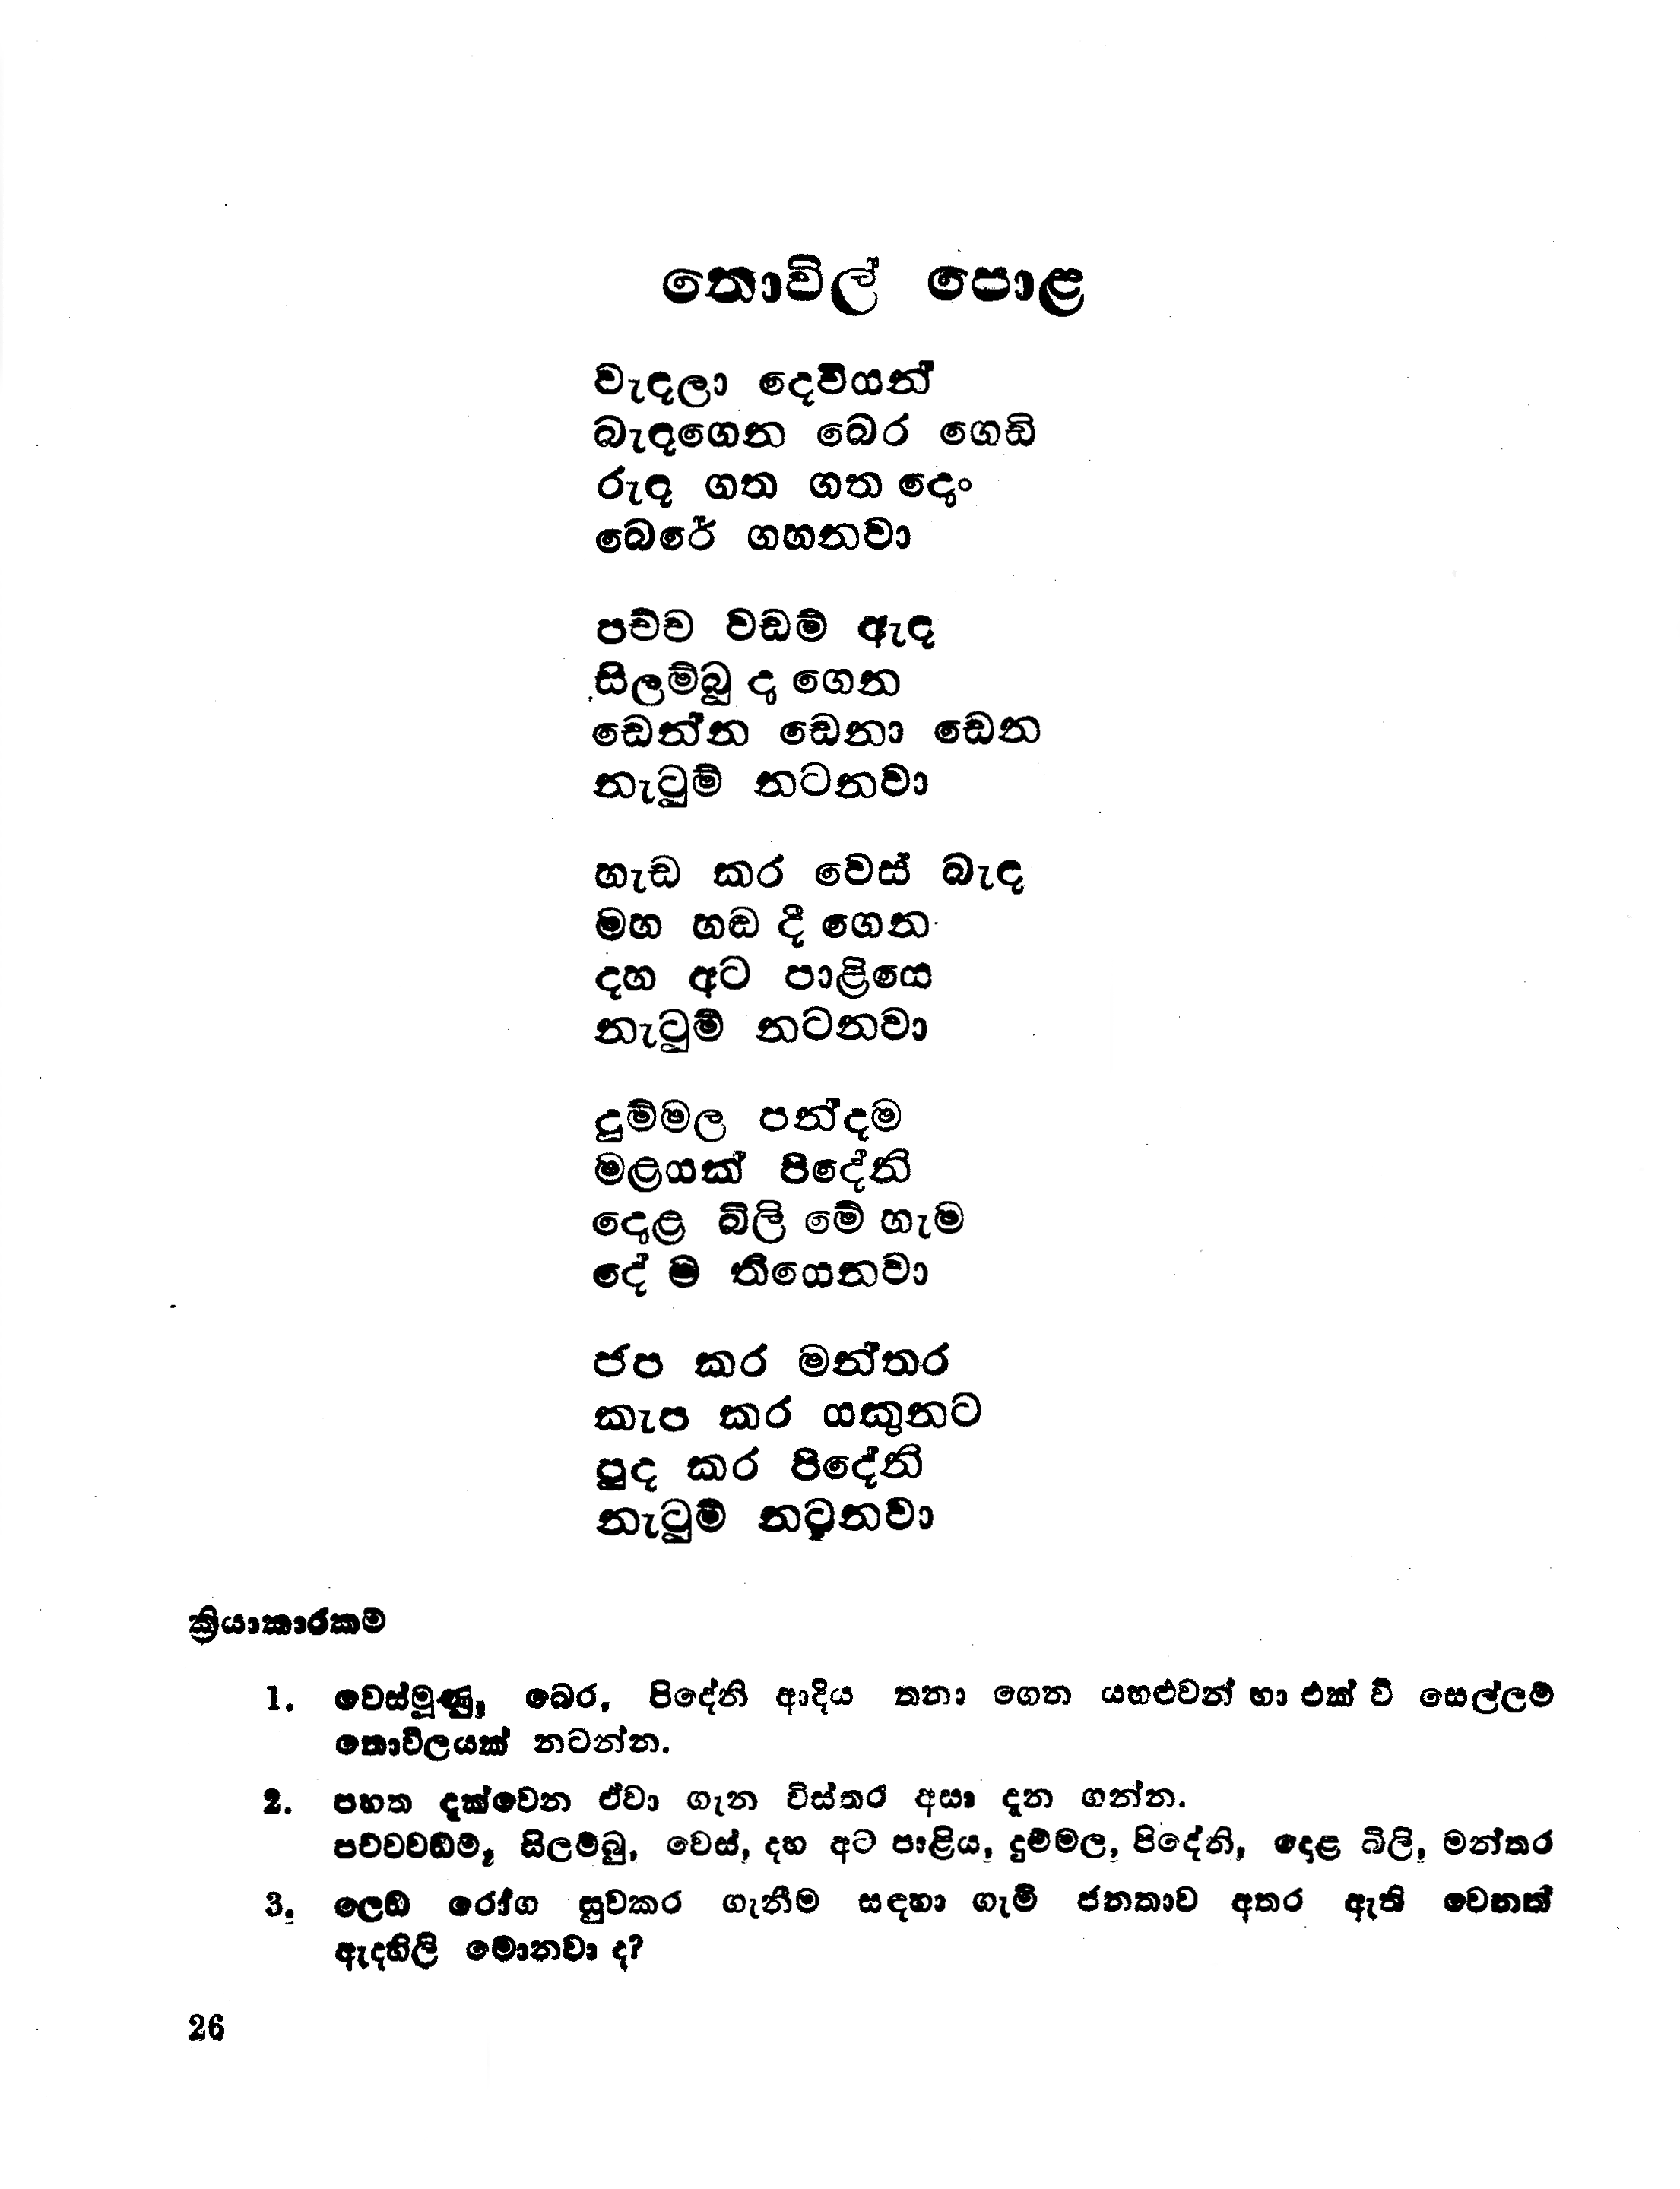 තොවිල් පොළ
වැඳලා දෙවියන්
බැඳගෙන බෙර ගෙඩි
රුඳු ගත ගත දොං
බෙරේ ගහනවා
පච්ච වඩම් ඇඳ
සිලම්බු දා ගෙන
ඩෙන්න ඩෙනා ඩෙන
නැටුම් නටනවා
හැඩ කර වෙස් බැඳ
මහ හඬ දී ගෙන
දහ අට පාළියෙ
නැටුම් නටනවා
දුම්මල පන්දම
මළයක් පිදේනි
දොළ බිලි මේ හැම
දේ ම තියෙනවා
ජප කර මන්තර
කැප කර යකුනට
පුද කර පිදේනි
නැටුම් නටනවා
ක්‍රියාකාරකම්
1. වෙස්මුණු, බෙර, පිදේනි ආදිය තනා ගෙන යහළුවන් හා එක් වී සෙල්ලම්
තොවිලයක් නටන්න.
2. පහත දැක්වෙන ඒවා ගැන විස්තර අසා දැන ගන්න.
පච්චවඩම්, සිලම්බු, වෙස්, දහ අට පාළිය, දුම්මල, පිදේනි, දොළ බිලි, මන්තර
3. ලෙඩ රෝග සුවකර ගැනීම සඳහා ගැමි ජනතාව අතර ඇති වෙනත්
ඇදහිලි මොනවා ද?
26